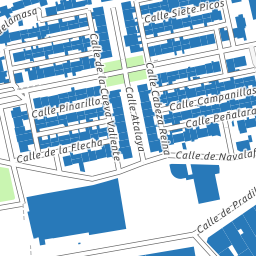 elamasa
Calle Siete Picos
Calle de la Cueva Valiente
Calle Cabeza Reina
Calle Atalaya
Calle Pinarillo
Calle Campanillas
Calle Peñalara
Calle de la Flecha
Calle de Navalaf
Calle de Pradil